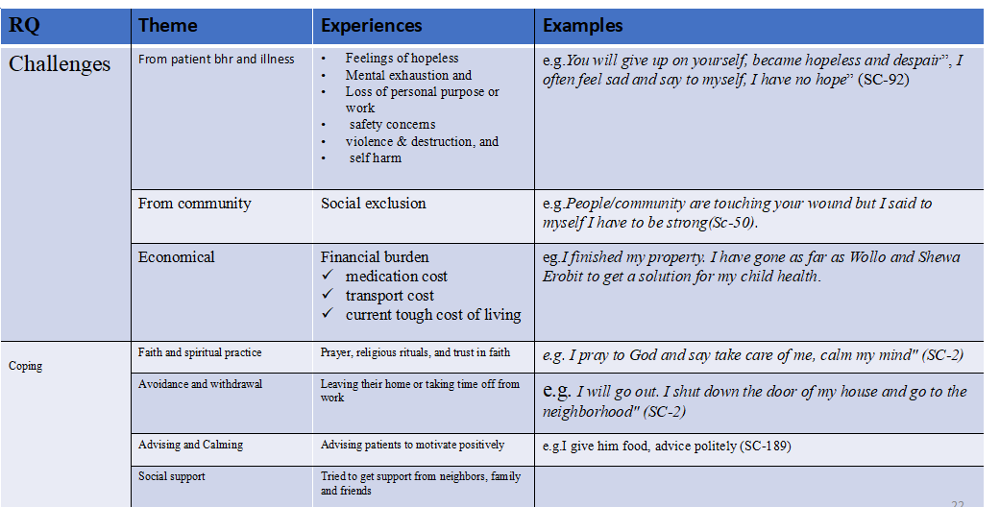 RQ Theme Experiences Examples
Challenges
From patient bhr and illness
• Feelings of hopeless
• Mental exhaustion and
• Loss of personal purpose or
work
• safety concerns
• violence & destruction, and
• self harm
e.g.You will give up on yourself, became hopeless and despair”, I
often feel sad and say to myself, I have no hope” (SC-92)
From community
Social exclusion
e.g.People/community are touching your wound but I said to
myself I have to be strong(Sc-50).
Economical
Financial burden
✓ medication cost
✓ transport cost
✓ current tough cost of living
eg.I finished my property. I have gone as far as Wollo and Shewa
Erobit to get a solution for my child health.
Coping
Faith and spiritual practice
Prayer, religious rituals, and trust in faith
e.g. I pray to God and say take care of me, calm my mind" (SC-2)
Avoidance and withdrawal
Leaving their home or taking time off from
work
e.g. I will go out. I shut down the door of my house and go to the
neighborhood" (SC-2)
Advising and Calming
Advising patients to motivate positively
e.g.I give him food, advice politely (SC-189)
Social support
Tried to get support from neighbors, family
and friends
22